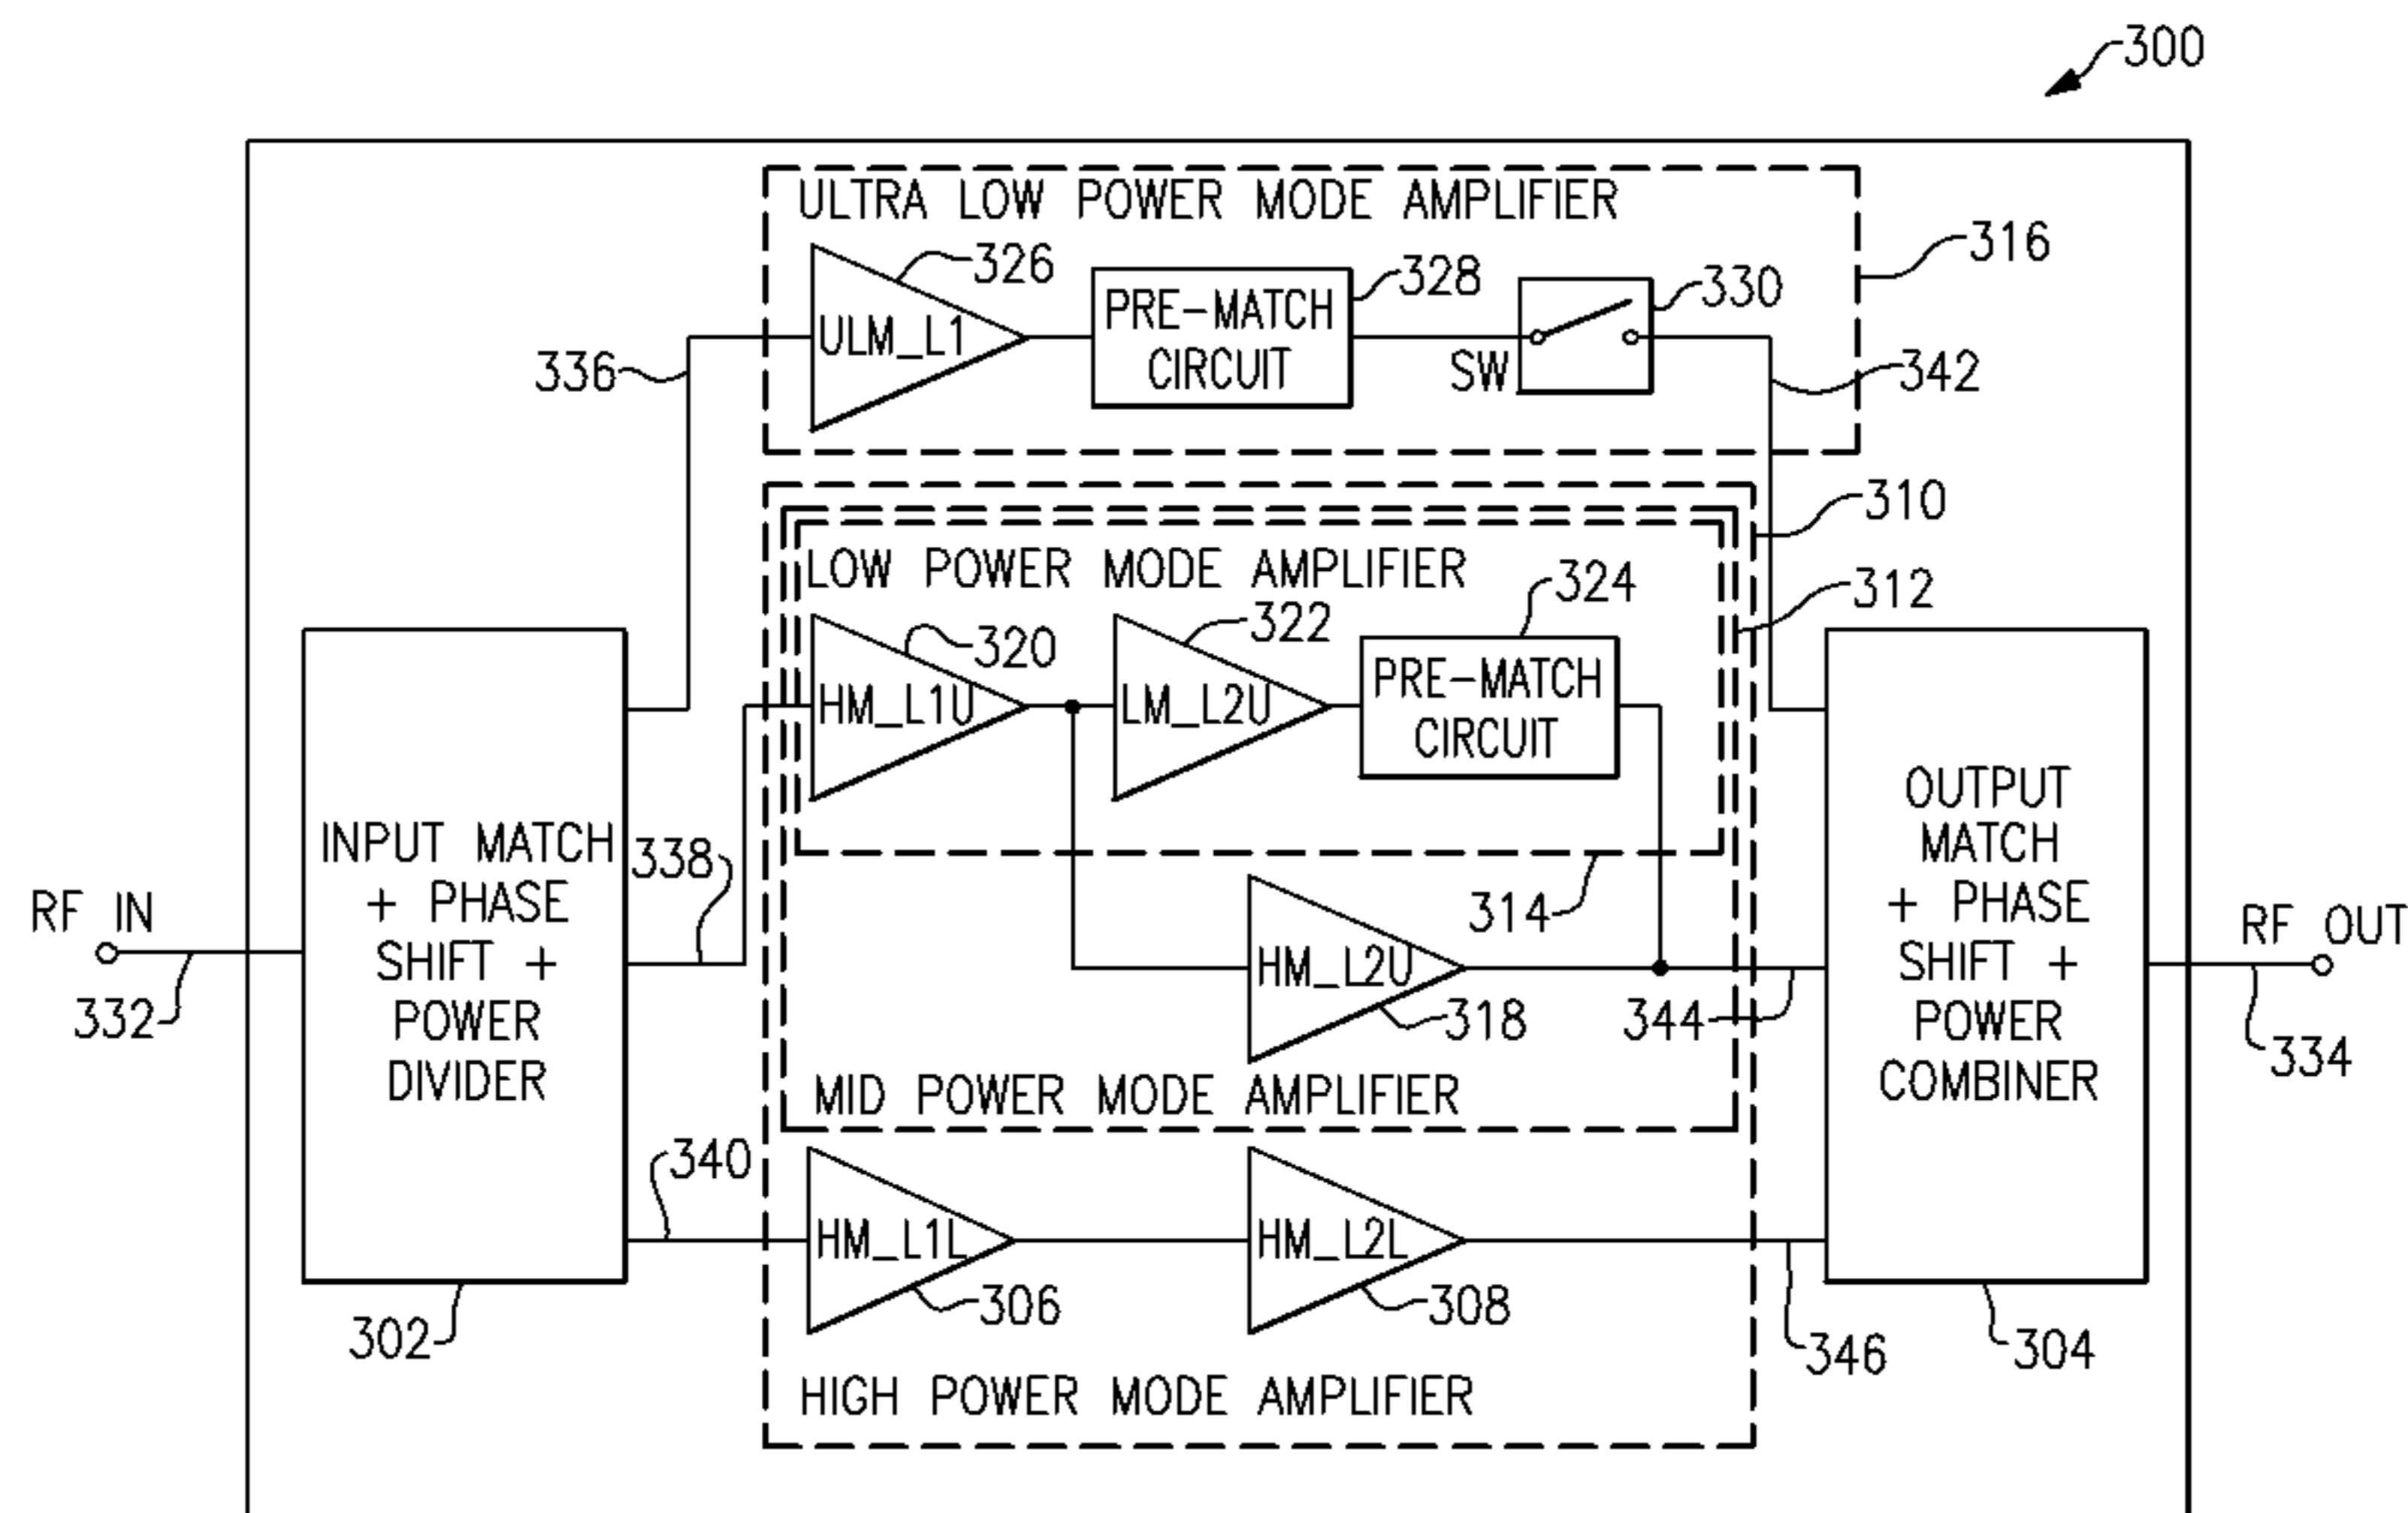 300
ULTRA LOW POWER MODE AMPLIFIER
316
326
328
330
ULM_L1
PRE-MATCH
CIRCUIT
SW
336
342
310
LOW POWER MODE AMPLIFIER
312
320
322
324
HM_L1U
LM_L2U
PRE-MATCH
CIRCUIT
314
INPUT MATCH
+ PHASE
SHIFT +
POWER
DIVIDER
338
RF IN
332
HM_L2U
318
344
OUTPUT
MATCH
+ PHASE
SHIFT +
POWER
COMBINER
RF OUT
334
MID POWER MODE AMPLIFIER
340
HM_L1L
306
HM_L2L
308
346
302
304
HIGH POWER MODE AMPLIFIER